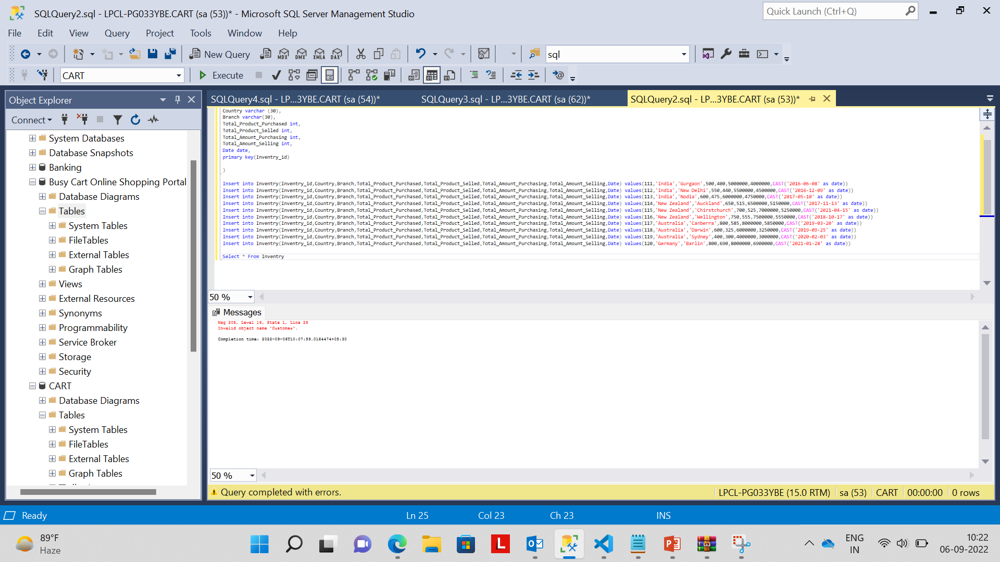 SQLQuery2.sql - LPCL-PG033YBE.CART (sa (53))* - Microsoft SQL Server Management Studio
Quick Launch (Ctrl+Q)
File Edit View Query Project Tools Window Help
New Query MDX DMX XMLA DAX sql
CART Execute
Object Explorer
Connect
System Databases
Database Snapshots
Banking
Busy Cart Online Shopping Portal
Database Diagrams
Tables
System Tables
FileTables
External Tables
Graph Tables
Views
External Resources
Synonyms
Programmability
Service Broker
Storage
Security
CART
Database Diagrams
Tables
System Tables
FileTables
External Tables
Graph Tables
SQLQuery4.sql - LP...3YBE.CART (sa (54))* SQLQuery3.sql - LP...3YBE.CART (sa (62))* SQLQuery2.sql - LP...3YBE.CART (sa (53))*
Country varchar (30),
Branch varchar(30),
Total_Product_Purchased int,
Total_Product_Selled int,
Total_Amount_Purchasing int,
Total_Amount_Selling int,
Date date,
primary key(Inventry_id)
)
Insert into Inventry(Inventry_id,Country,Branch,Total_Product_Purchased,Total_Product_Selled,Total_Amount_Purchasing,Total_Amount_Selling,Date) values(111,'India','Gurgaon',500,400,5000000,4000000,CAST('2016-06-08' as date))
Insert into Inventry(Inventry_id,Country,Branch,Total_Product_Purchased,Total_Product_Selled,Total_Amount_Purchasing,Total_Amount_Selling,Date) values(112,'India','New Delhi',550,440,5500000,4500000,CAST('2016-12-09' as date))
Insert into Inventry(Inventry_id,Country,Branch,Total_Product_Purchased,Total_Product_Selled,Total_Amount_Purchasing,Total_Amount_Selling,Date) values(113,'India','Nodia',600,475,6000000,4750000,CAST('2017-05-10' as date))
Insert into Inventry(Inventry_id,Country,Branch,Total_Product_Purchased,Total_Product_Selled,Total_Amount_Purchasing,Total_Amount_Selling,Date) values(114,'New Zealand','Auckland',650,515,6500000,5150000,CAST('2017-11-13' as date))
Insert into Inventry(Inventry_id,Country,Branch,Total_Product_Purchased,Total_Product_Selled,Total_Amount_Purchasing,Total_Amount_Selling,Date) values(115,'New Zealand','Chirstchurch',700,525,7000000,5250000,CAST('2021-04-15' as date))
Insert into Inventry(Inventry_id,Country,Branch,Total_Product_Purchased,Total_Product_Selled,Total_Amount_Purchasing,Total_Amount_Selling,Date) values(116,'New Zealand','Wellington',750,555,7500000,5550000,CAST('2018-10-17' as date))
Insert into Inventry(Inventry_id,Country,Branch,Total_Product_Purchased,Total_Product_Selled,Total_Amount_Purchasing,Total_Amount_Selling,Date) values(117,'Australia','Canberra',800,585,8000000,5850000,CAST('2019-03-20' as date))
Insert into Inventry(Inventry_id,Country,Branch,Total_Product_Purchased,Total_Product_Selled,Total_Amount_Purchasing,Total_Amount_Selling,Date) values(118,'Australia','Darwin',600,325,6000000,3250000,CAST('2019-09-25' as date))
Insert into Inventry(Inventry_id,Country,Branch,Total_Product_Purchased,Total_Product_Selled,Total_Amount_Purchasing,Total_Amount_Selling,Date) values(119,'Australia','Sydney',400,300,4000000,3000000,CAST('2020-02-03' as date))
Insert into Inventry(Inventry_id,Country,Branch,Total_Product_Purchased,Total_Product_Selled,Total_Amount_Purchasing,Total_Amount_Selling,Date) values(120,'Germany','Barlin',800,690,8000000,6900000,CAST('2021-01-28' as date))
Select * From Inventry
50 %
Messages
Msg 208, Level 16, State 1, Line 28
Invalid object name 'Customer'.
Completion time: 2022-09-06T10:07:59.0184474+05:30
50 %
Query completed with errors. LPCL-PG033YBE (15.0 RTM) sa (53) CART 00:00:00 0 rows
Ready Ln 25 Col 23 Ch 23 INS
89°F
Haze
L
ENG
IN
10:22
06-09-2022